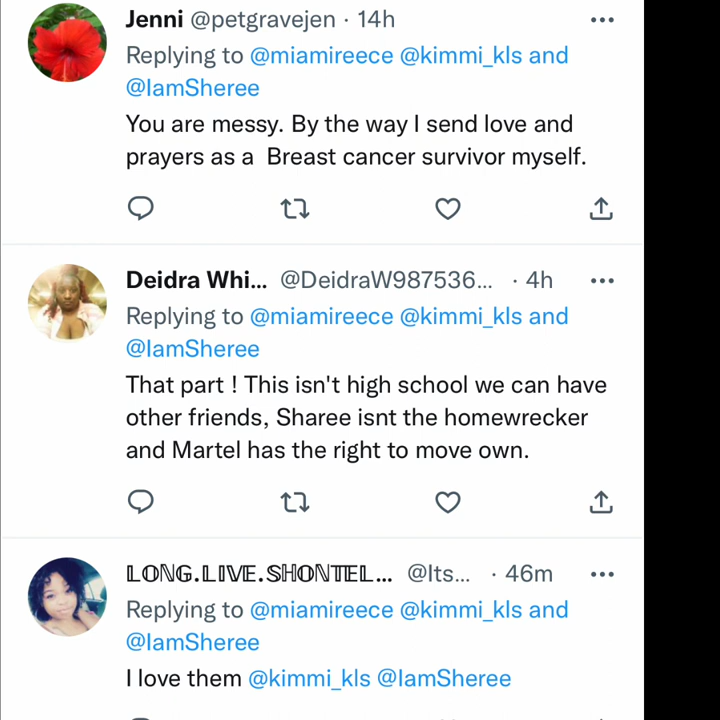 Jenni @petgravejen · 14h
Replying to @miamireece @kimmi_kls and
@IamSheree
You are messy. By the way I send love and
prayers as a  Breast cancer survivor myself.
Deidra Whi... @DeidraW987536... · 4h
Replying to @miamireece @kimmi_kls and
@IamSheree
That part ! This isn't high school we can have
other friends, Sharee isnt the homewrecker
and Martel has the right to move own.
𝕃𝕆ℕ𝔾.𝕃𝕀𝕍𝔼.𝕊ℍ𝕆ℕ𝕋𝔼𝕃... @Its... · 46m
Replying to @miamireece @kimmi_kls and
@IamSheree
I love them @kimmi_kls @IamSheree